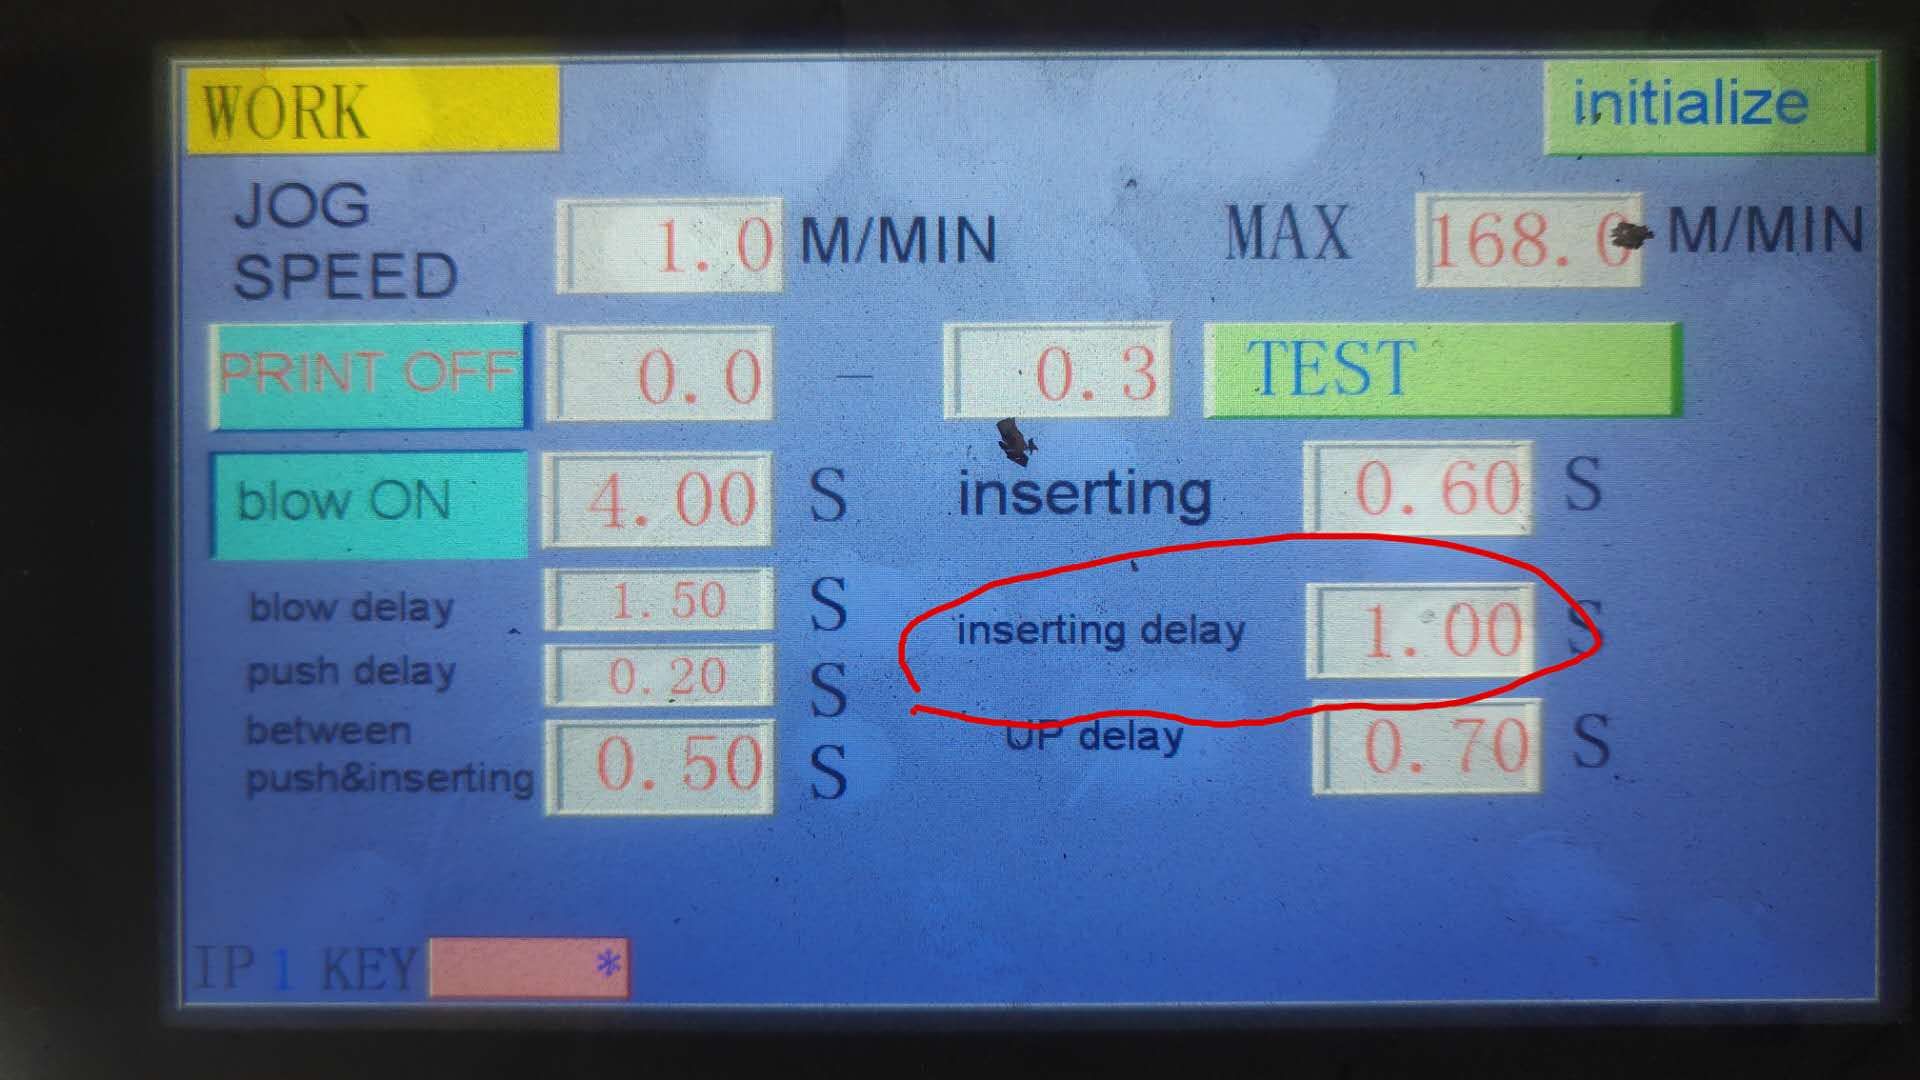 WORK
initialize
JOG
SPEED
1.0 M/MIN
MAX 168.0 M/MIN
PRINT OFF 0.0 — 0.3 TEST
blow ON 4.00 S
inserting 0.60 S
blow delay 1.50 S
inserting delay 1.00 S
push delay 0.20 S
UP delay 0.70 S
between
push&inserting 0.50 S
IP 1 KEY *